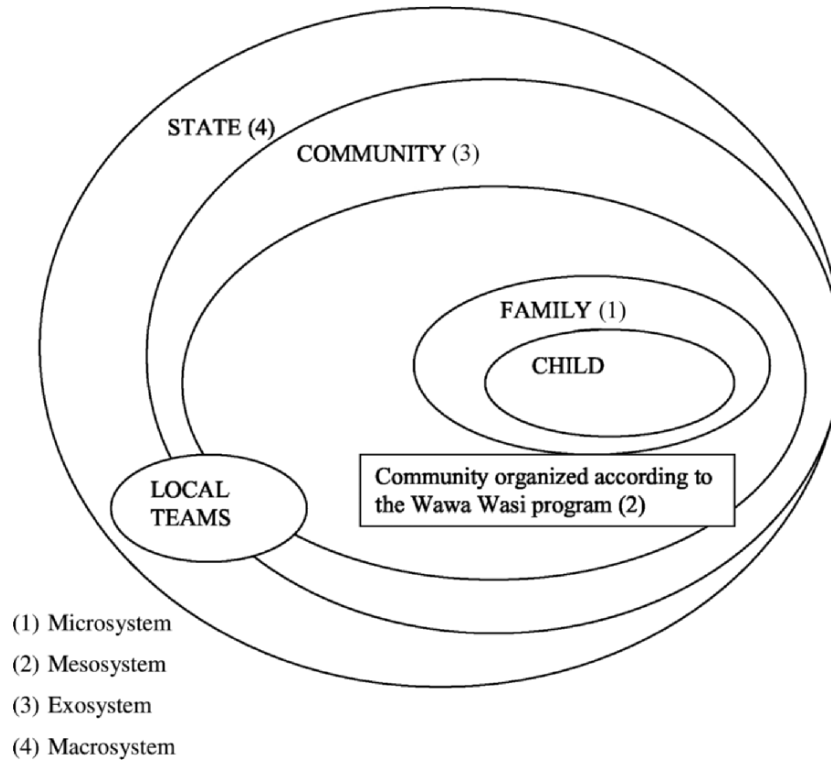 STATE (4)
COMMUNITY (3)
FAMILY (1)
CHILD
Community organized according to
the Wawa Wasi program (2)
LOCAL
TEAMS
(1) Microsystem
(2) Mesosystem
(3) Exosystem
(4) Macrosystem